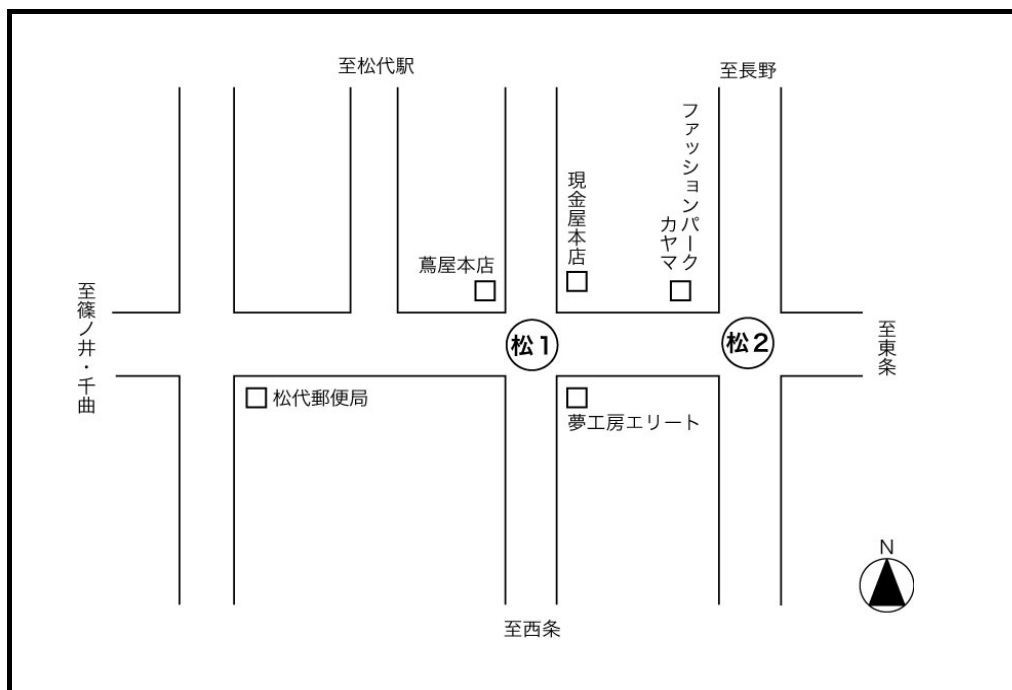 至松代駅
至長野
ファッションパーク
カヤマ
現金屋本店
蔦屋本店
至篠ノ井・千曲
松1
松2
至東条
松代郵便局
夢工房エリート
N
至西条